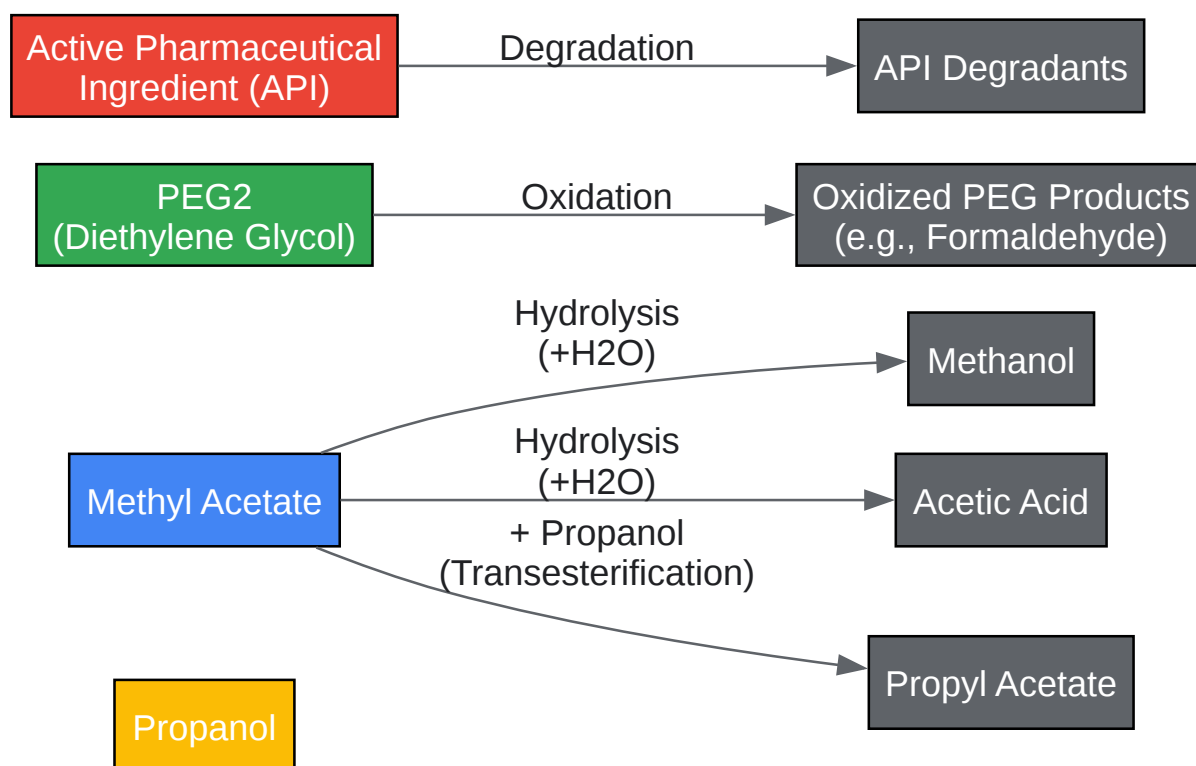 Active Pharmaceutical
Ingredient (API)
Degradation
API Degradants
PEG2
(Diethylene Glycol)
Oxidation
Oxidized PEG Products
(e.g., Formaldehyde)
Hydrolysis
(+H2O)
Methanol
Methyl Acetate
Hydrolysis
(+H2O)
Acetic Acid
+ Propanol
(Transesterification)
Propyl Acetate
Propanol